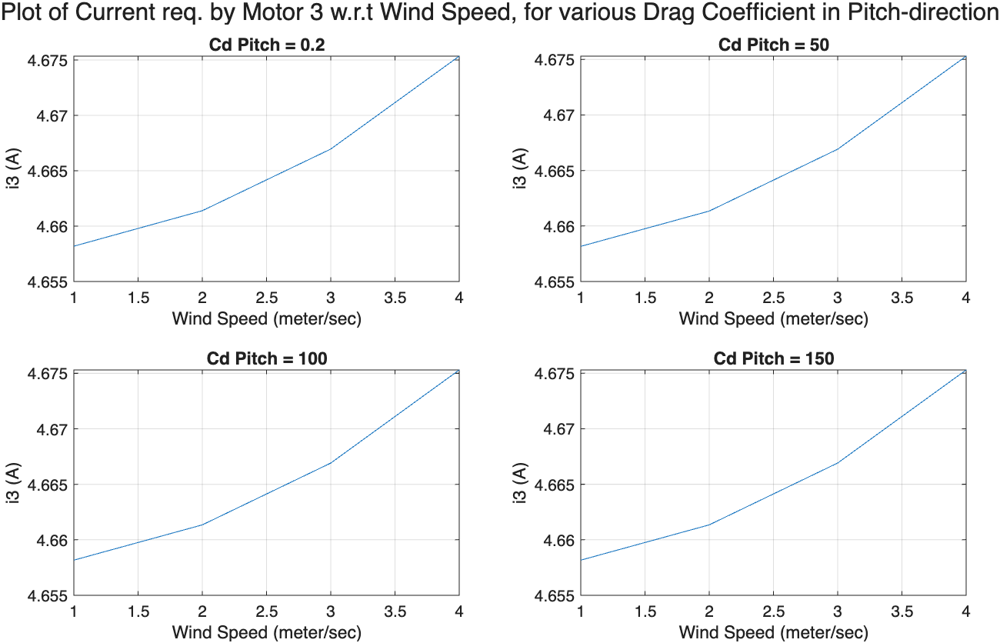 Plot of Current req. by Motor 3 w.r.t Wind Speed, for various Drag Coefficient in Pitch-direction
Cd Pitch = 0.2
4.675
4.67
4.665
4.66
4.655
i3 (A)
1 1.5 2 2.5 3 3.5 4
Wind Speed (meter/sec)
Cd Pitch = 50
4.675
4.67
4.665
4.66
4.655
i3 (A)
1 1.5 2 2.5 3 3.5 4
Wind Speed (meter/sec)
Cd Pitch = 100
4.675
4.67
4.665
4.66
4.655
i3 (A)
1 1.5 2 2.5 3 3.5 4
Wind Speed (meter/sec)
Cd Pitch = 150
4.675
4.67
4.665
4.66
4.655
i3 (A)
1 1.5 2 2.5 3 3.5 4
Wind Speed (meter/sec)